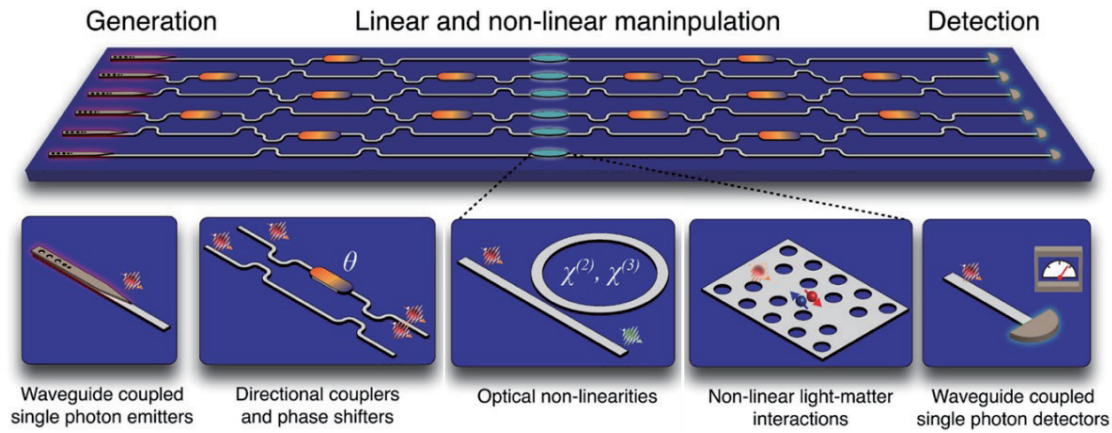 Generation
Linear and non-linear maninpulation
Detection
θ
χ(2), χ(3)
Waveguide coupled
single photon emitters
Directional couplers
and phase shifters
Optical non-linearities
Non-linear light-matter
interactions
Waveguide coupled
single photon detectors